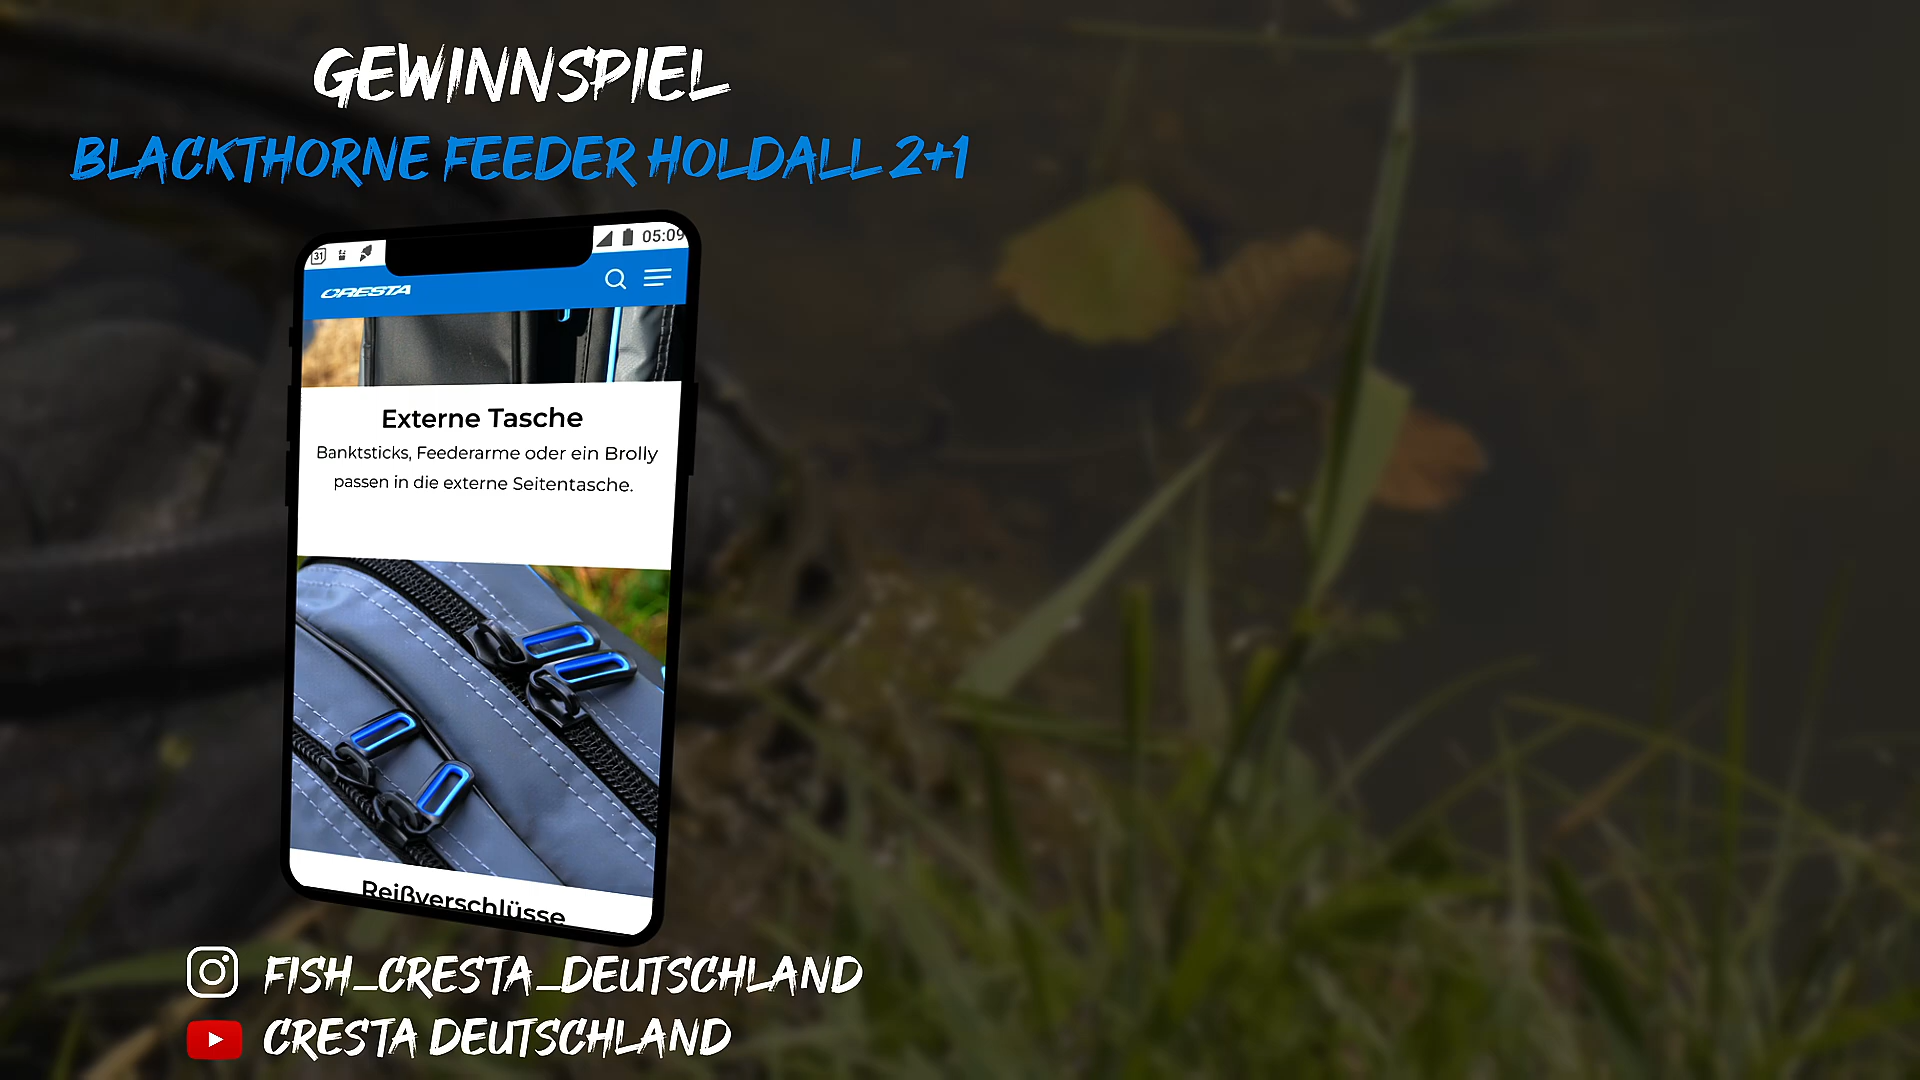 GEWINNSPIEL
BLACKTHORNE FEEDER HOLDALL 2+1
31
05:09
CRESTA
Externe Tasche
Banktsticks, Feederarme oder ein Brolly
passen in die externe Seitentasche.
Reißverschlüsse
FISH_CRESTA_DEUTSCHLAND
CRESTA DEUTSCHLAND